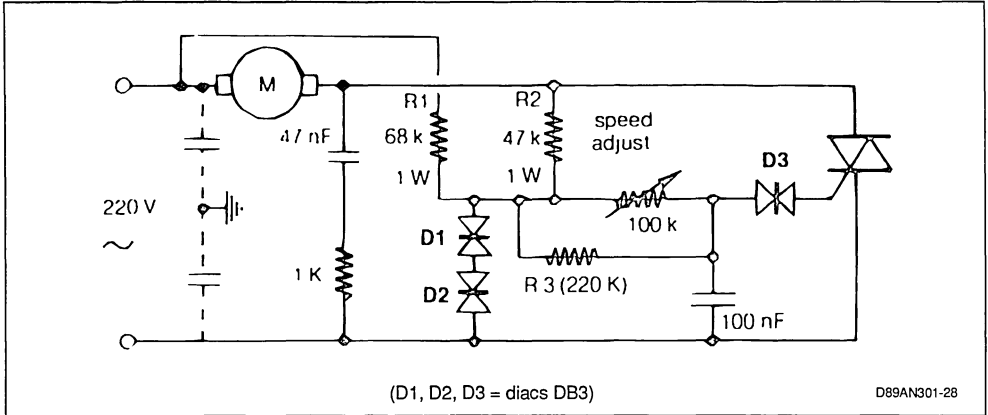 M
R1
R2
47 nF
68 k
47 k
speed
adjust
D3
1 W
1 W
220 V
D1
100 k
D2
1 K
R 3 (220 K)
100 nF
(D1, D2, D3 = diacs DB3)
D89AN301-28